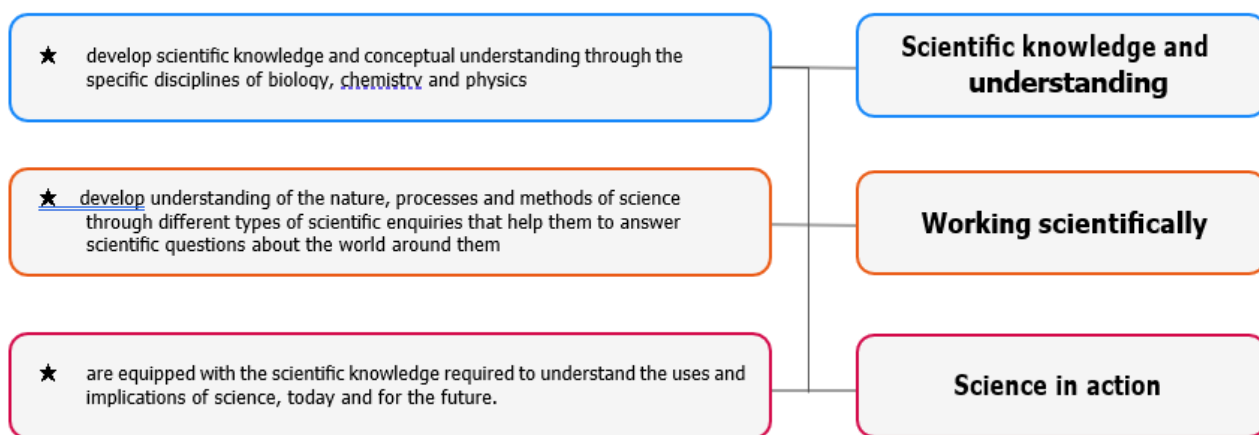 ★ develop scientific knowledge and conceptual understanding through the
specific disciplines of biology, chemistry and physics
Scientific knowledge and
understanding
★ develop understanding of the nature, processes and methods of science
through different types of scientific enquiries that help them to answer
scientific questions about the world around them
Working scientifically
★ are equipped with the scientific knowledge required to understand the uses and
implications of science, today and for the future.
Science in action